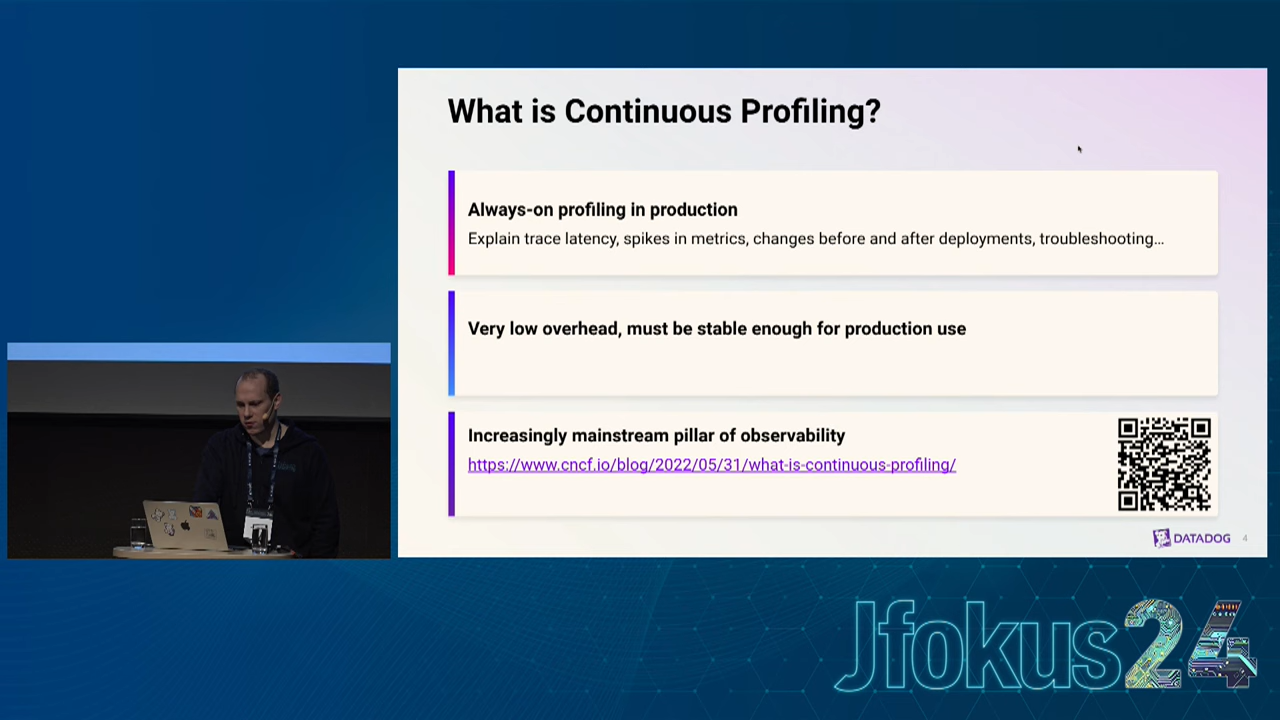 What is Continuous Profiling?
Always-on profiling in production
Explain trace latency, spikes in metrics, changes before and after deployments, troubleshooting…
Very low overhead, must be stable enough for production use
Increasingly mainstream pillar of observability
https://www.cncf.io/blog/2022/05/31/what-is-continuous-profiling/
DATADOG 4
Jfokus24